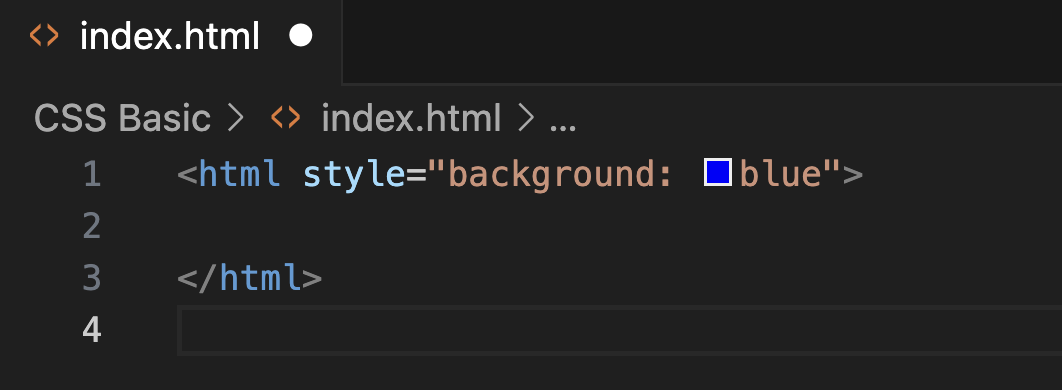 index.html
CSS Basic > <> index.html > ...
1 <html style="background: blue">
2
3 </html>
4